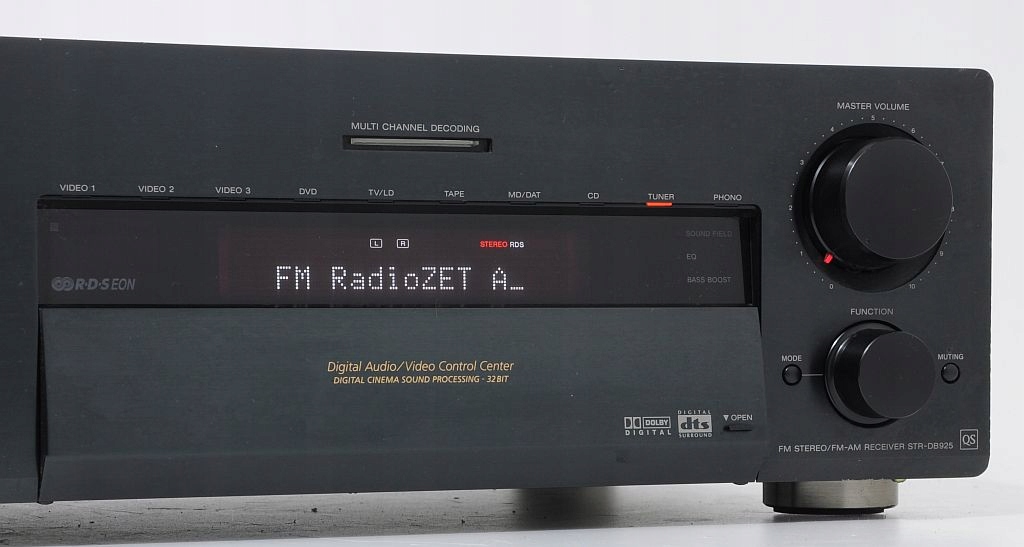 MASTER VOLUME
0 1 2 3 4 5 6 8 9 10
MULTI CHANNEL DECODING
VIDEO 1 VIDEO 2 VIDEO 3 DVD TV/LD TAPE MD/DAT CD TUNER PHONO
L R STEREO RDS
SOUND FIELD
EQ
BASS BOOST
R·D·S EON
FM RadioZET A_
FUNCTION
MODE
MUTING
Digital Audio/Video Control Center
DIGITAL CINEMA SOUND PROCESSING - 32 BIT
DOLBY
DIGITAL
DIGITAL
dts
SURROUND
▼ OPEN
FM STEREO/FM-AM RECEIVER STR-DB925
QS